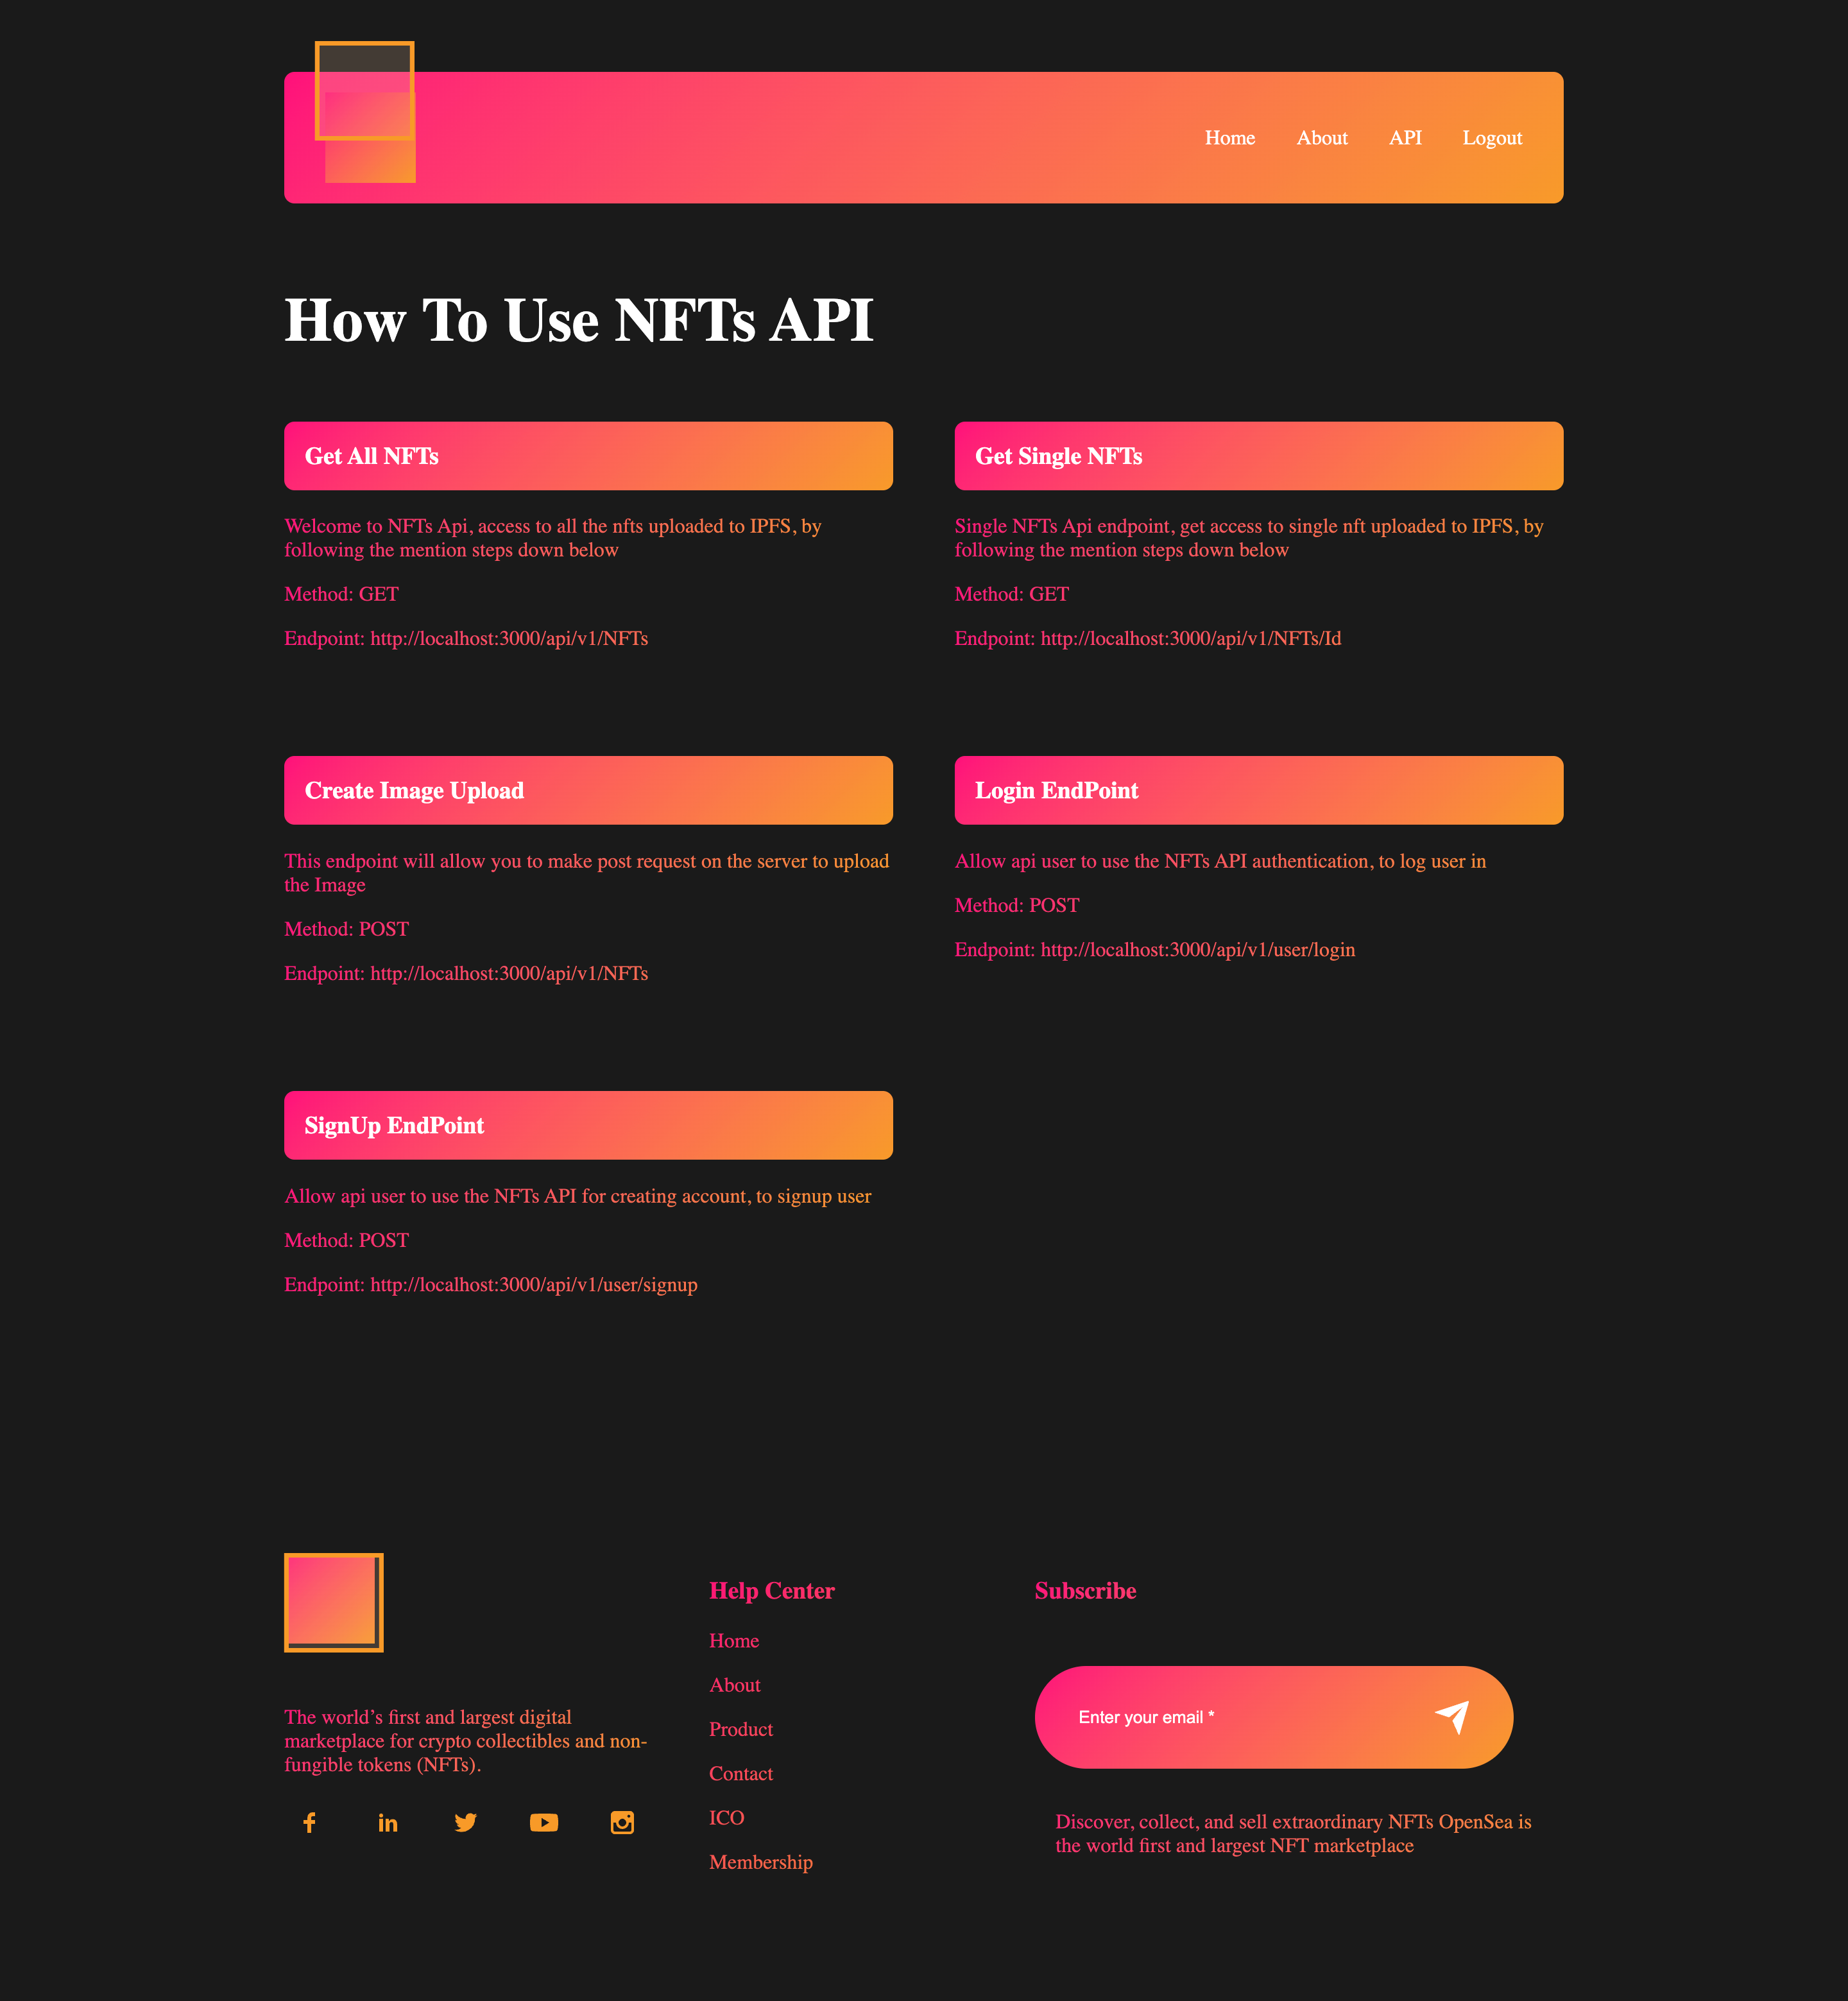 Home About API Logout
How To Use NFTs API
Get All NFTs
Welcome to NFTs Api, access to all the nfts uploaded to IPFS, by
following the mention steps down below
Method: GET
Endpoint: http://localhost:3000/api/v1/NFTs
Get Single NFTs
Single NFTs Api endpoint, get access to single nft uploaded to IPFS, by
following the mention steps down below
Method: GET
Endpoint: http://localhost:3000/api/v1/NFTs/Id
Create Image Upload
This endpoint will allow you to make post request on the server to upload
the Image
Method: POST
Endpoint: http://localhost:3000/api/v1/NFTs
Login EndPoint
Allow api user to use the NFTs API authentication, to log user in
Method: POST
Endpoint: http://localhost:3000/api/v1/user/login
SignUp EndPoint
Allow api user to use the NFTs API for creating account, to signup user
Method: POST
Endpoint: http://localhost:3000/api/v1/user/signup
The world’s first and largest digital
marketplace for crypto collectibles and non-
fungible tokens (NFTs).
Help Center
Home
About
Product
Contact
ICO
Membership
Subscribe
Enter your email *
Discover, collect, and sell extraordinary NFTs OpenSea is
the world first and largest NFT marketplace